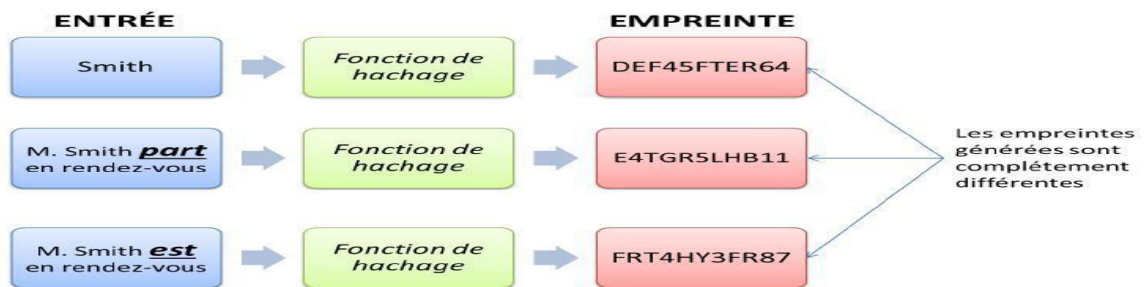 ENTRÉE
EMPREINTE
Smith
Fonction de
hachage
DEF45FTER64
M. Smith part
en rendez-vous
Fonction de
hachage
E4TGR5LHB11
Les empreintes
générées sont
complétement
différentes
M. Smith est
en rendez-vous
Fonction de
hachage
FRT4HY3FR87